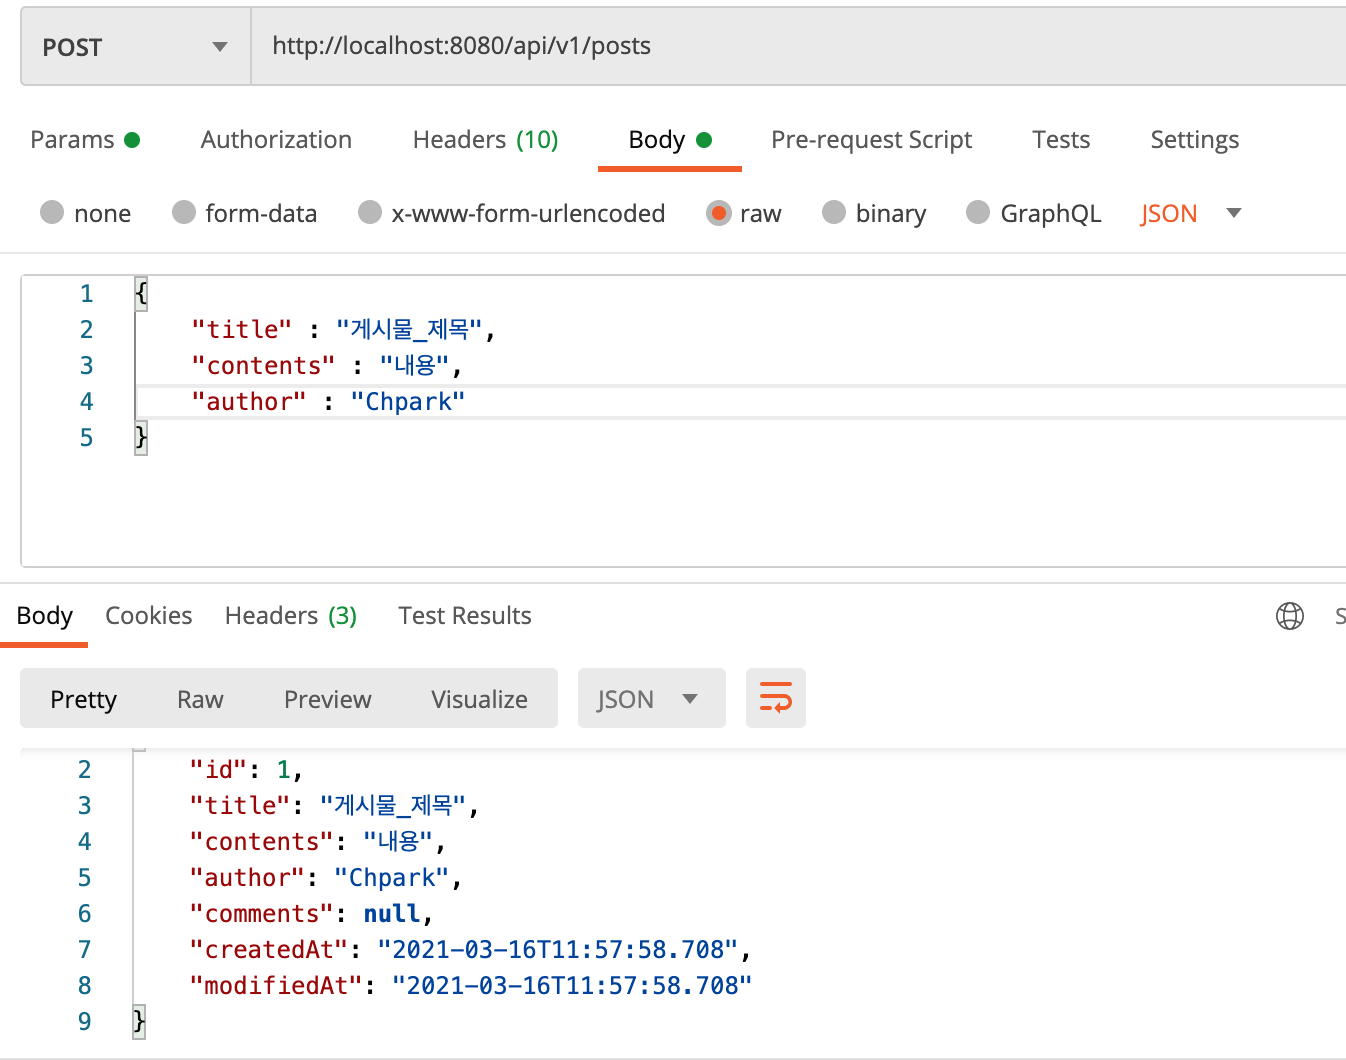 POST http://localhost:8080/api/v1/posts
Params Authorization Headers (10) Body Pre-request Script Tests Settings
none form-data x-www-form-urlencoded raw binary GraphQL JSON
1 {
2 "title" : "게시물_제목",
3 "contents" : "내용",
4 "author" : "Chpark"
5 }
Body Cookies Headers (3) Test Results S
Pretty Raw Preview Visualize JSON
2 "id": 1,
3 "title": "게시물_제목",
4 "contents": "내용",
5 "author": "Chpark",
6 "comments": null,
7 "createdAt": "2021-03-16T11:57:58.708",
8 "modifiedAt": "2021-03-16T11:57:58.708"
9 }